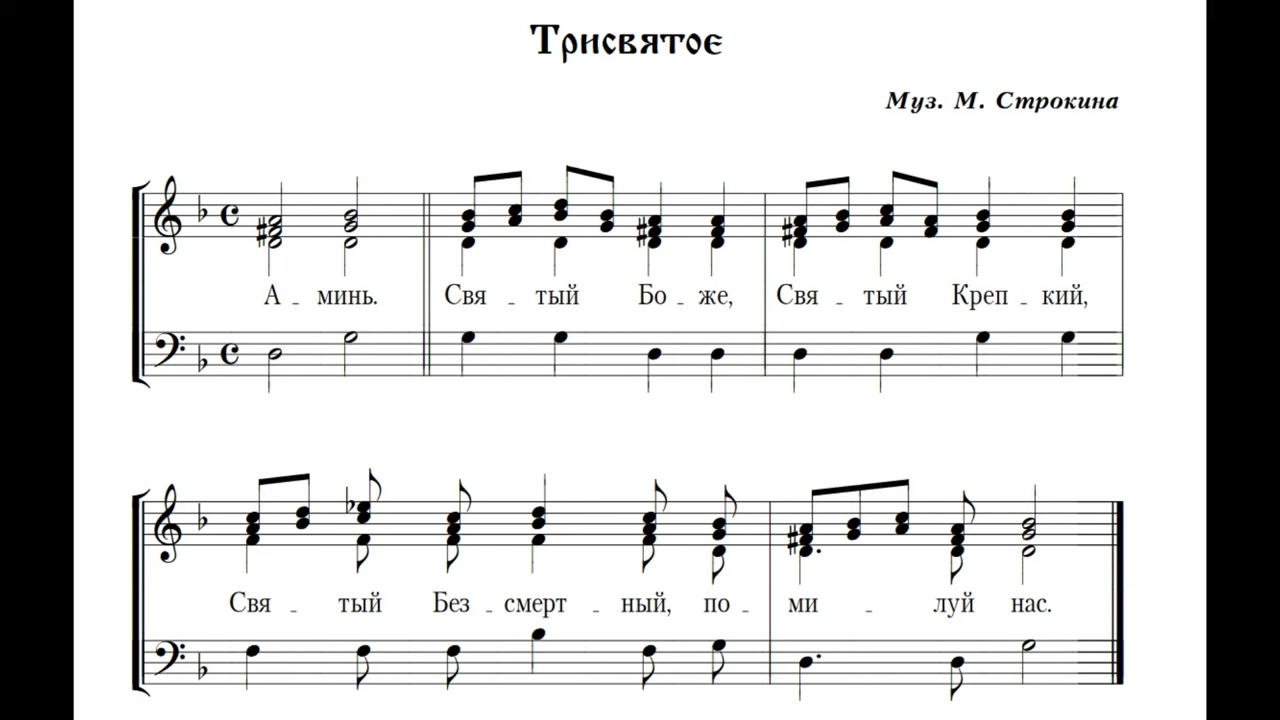 Трисвятое
Муз. М. Строкина
А - минь. Свя - тый Бо - же, Свя - тый Креп - кий,
Свя - тый Без - смерт - ный, по - ми - луй нас.